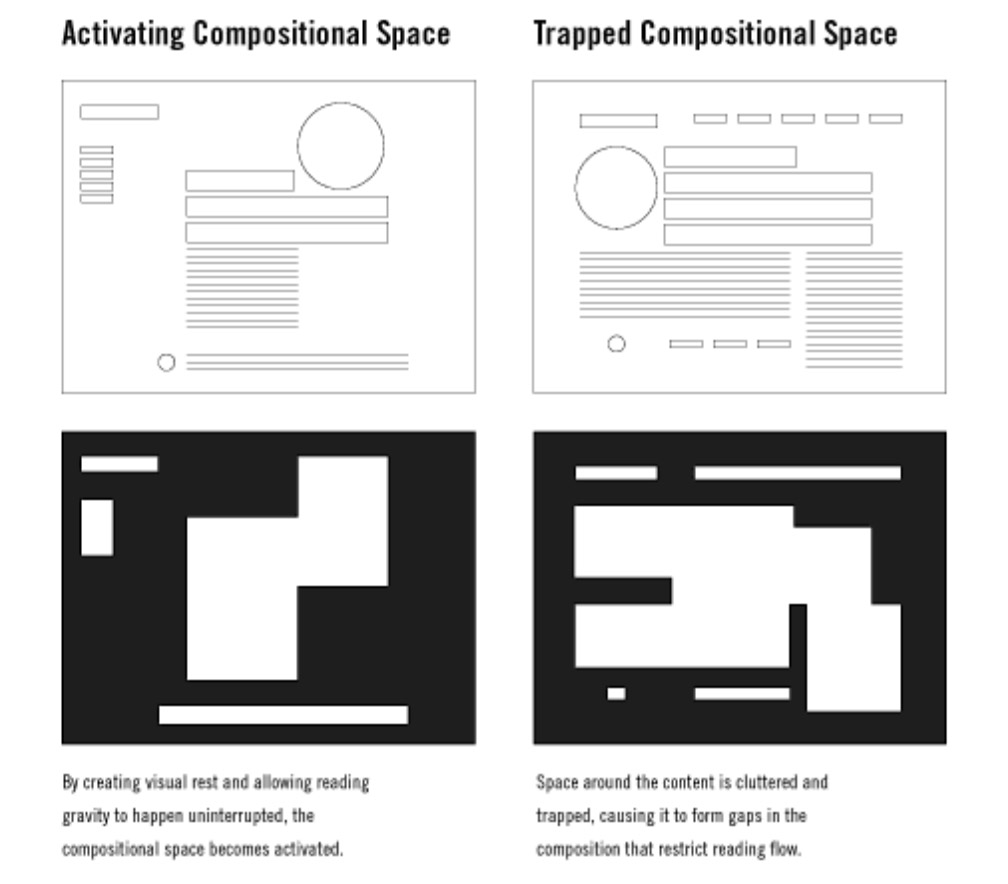 Activating Compositional Space
Trapped Compositional Space
By creating visual rest and allowing reading
gravity to happen uninterrupted, the
compositional space becomes activated.
Space around the content is cluttered and
trapped, causing it to form gaps in the
composition that restrict reading flow.